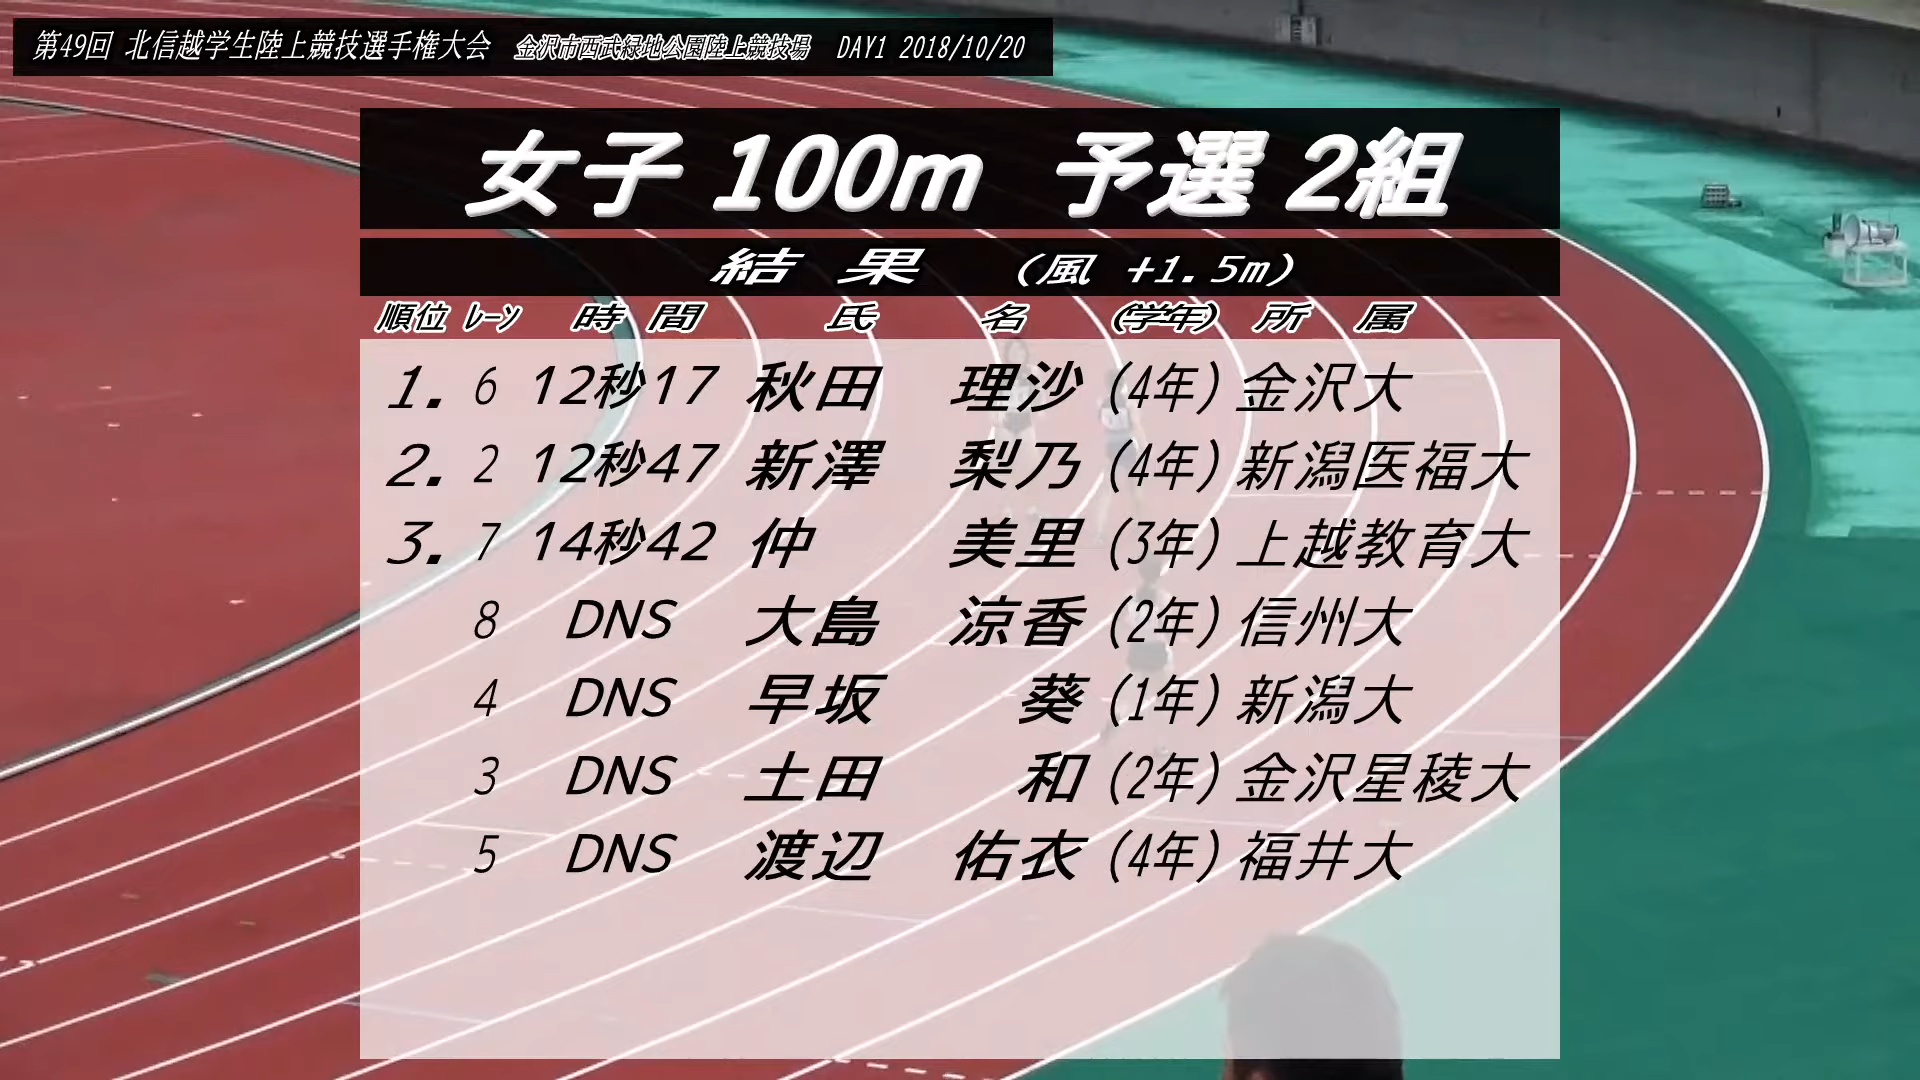 第49回 北信越学生陸上競技選手権大会 金沢市西武緑地公園陸上競技場 DAY1 2018/10/20
女子 100m 予選 2組
結果 (風 +1.5m)
順位 ﾚｰﾝ 時間 氏名 (学年) 所属
1. 6 12秒17 秋田 理沙 (4年) 金沢大
2. 2 12秒47 新澤 梨乃 (4年) 新潟医福大
3. 7 14秒42 仲 美里 (3年) 上越教育大
8 DNS 大島 涼香 (2年) 信州大
4 DNS 早坂 葵 (1年) 新潟大
3 DNS 土田 和 (2年) 金沢星稜大
5 DNS 渡辺 佑衣 (4年) 福井大